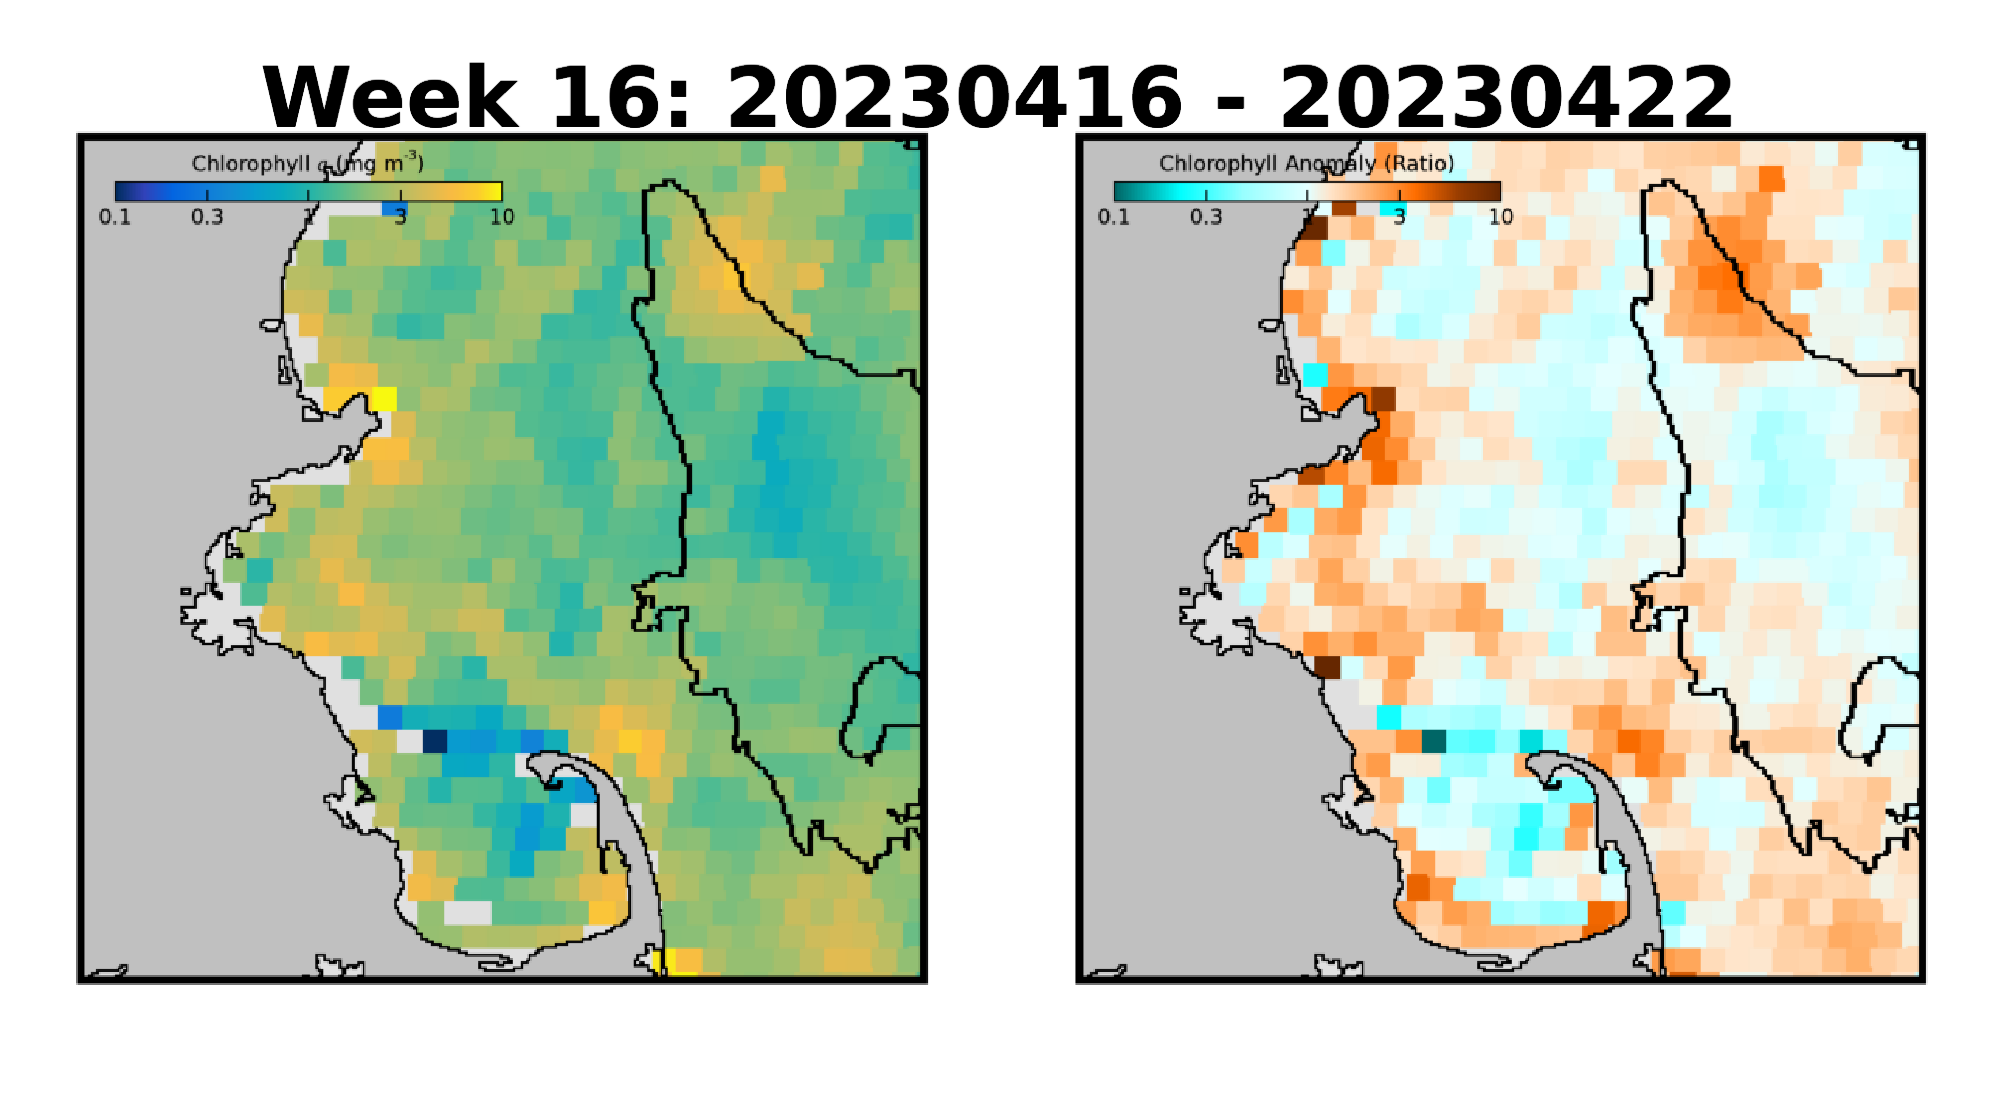 Week 16: 20230416 - 20230422
Chlorophyll a (mg m-3)
0.1 0.3 1 3 10
Chlorophyll Anomaly (Ratio)
0.1 0.3 1 3 10